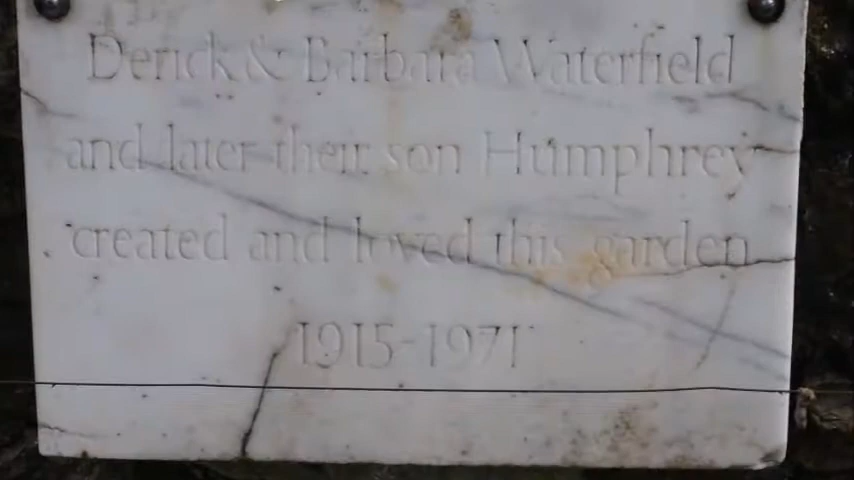 Derick & Barbara Waterfield
and later their son Humphrey
created and loved this garden
1915-1971